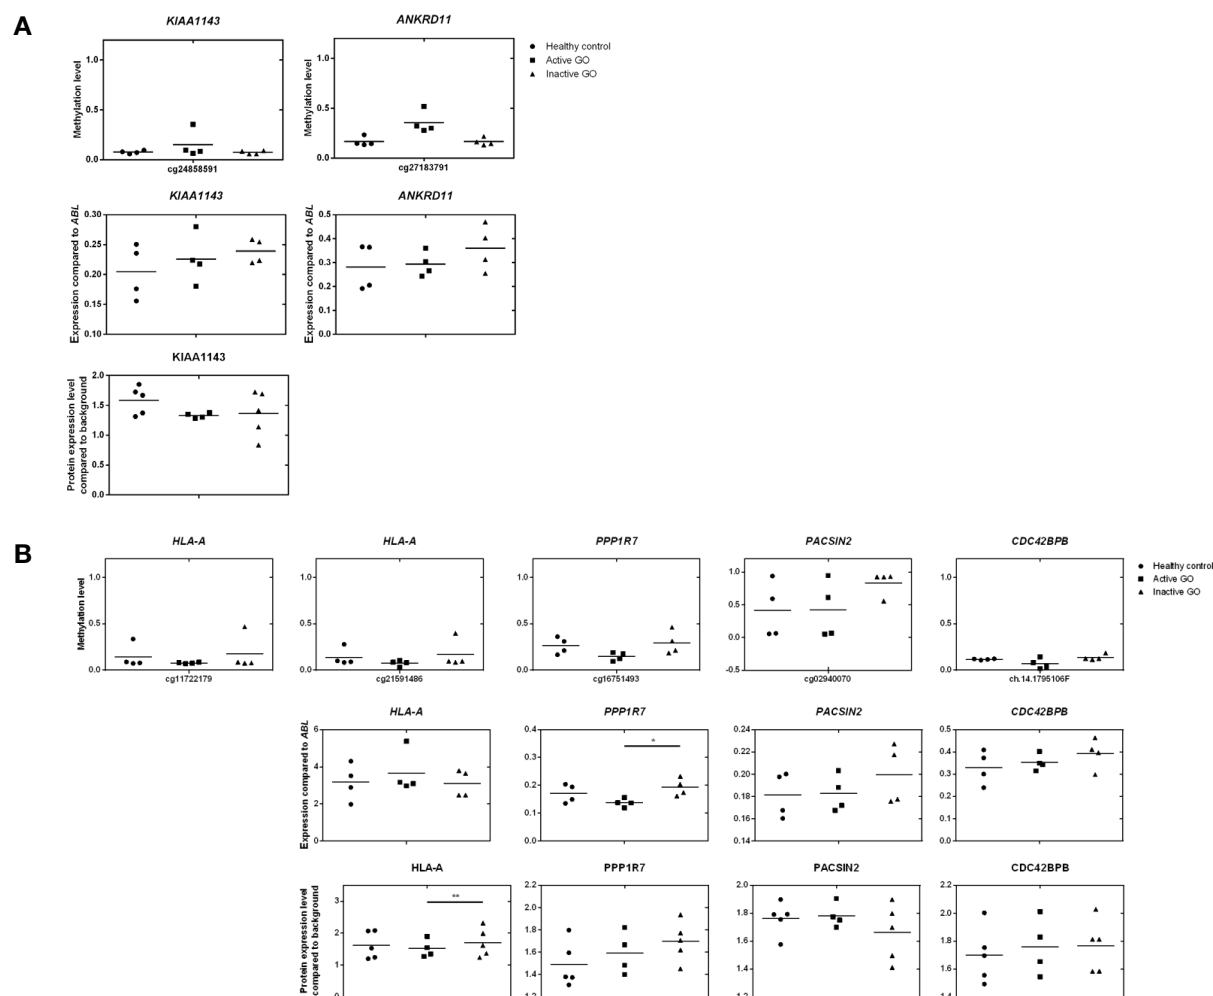 A
KIAA1143
ANKRD11
Methylation level
1.0
0.5
0.0
cg24858591
Methylation level
1.0
0.5
0.0
cg27183791
Healthy control
Active GO
Inactive GO
KIAA1143
ANKRD11
Expression compared to ABL
0.30
0.25
0.20
0.15
0.10
Expression compared to ABL
0.5
0.4
0.3
0.2
0.1
0.0
KIAA1143
Protein expression level
compared to background
2.0
1.5
1.0
0.5
0.0
B
HLA-A
HLA-A
PPP1R7
PACSIN2
CDC42BPB
Methylation level
1.0
0.5
0.0
cg11722179
1.0
0.5
0.0
cg21591486
1.0
0.5
0.0
cg16751493
1.0
0.5
0.0
-0.5
cg02940070
1.0
0.5
0.0
ch.14.1795106F
Healthy control
Active GO
Inactive GO
HLA-A
PPP1R7
PACSIN2
CDC42BPB
Expression compared to ABL
6
4
2
0
0.4
0.3
0.2
0.1
0.0
*
0.24
0.22
0.20
0.18
0.16
0.14
0.5
0.4
0.3
0.2
0.1
0.0
HLA-A
PPP1R7
PACSIN2
CDC42BPB
Protein expression level
compared to background
3
2
1
0
**
2.2
2.0
1.8
1.6
1.4
1.2
2.0
1.8
1.6
1.4
1.2
2.2
2.0
1.8
1.6
1.4